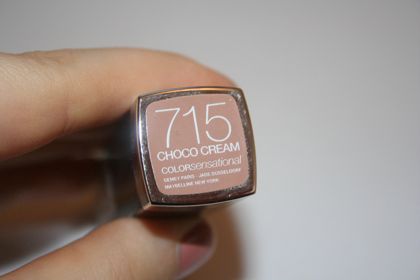 715
CHOCO CREAM
COLORsensational
GEMEY PARIS - JADE DÜSSELDORF
MAYBELLINE NEW YORK